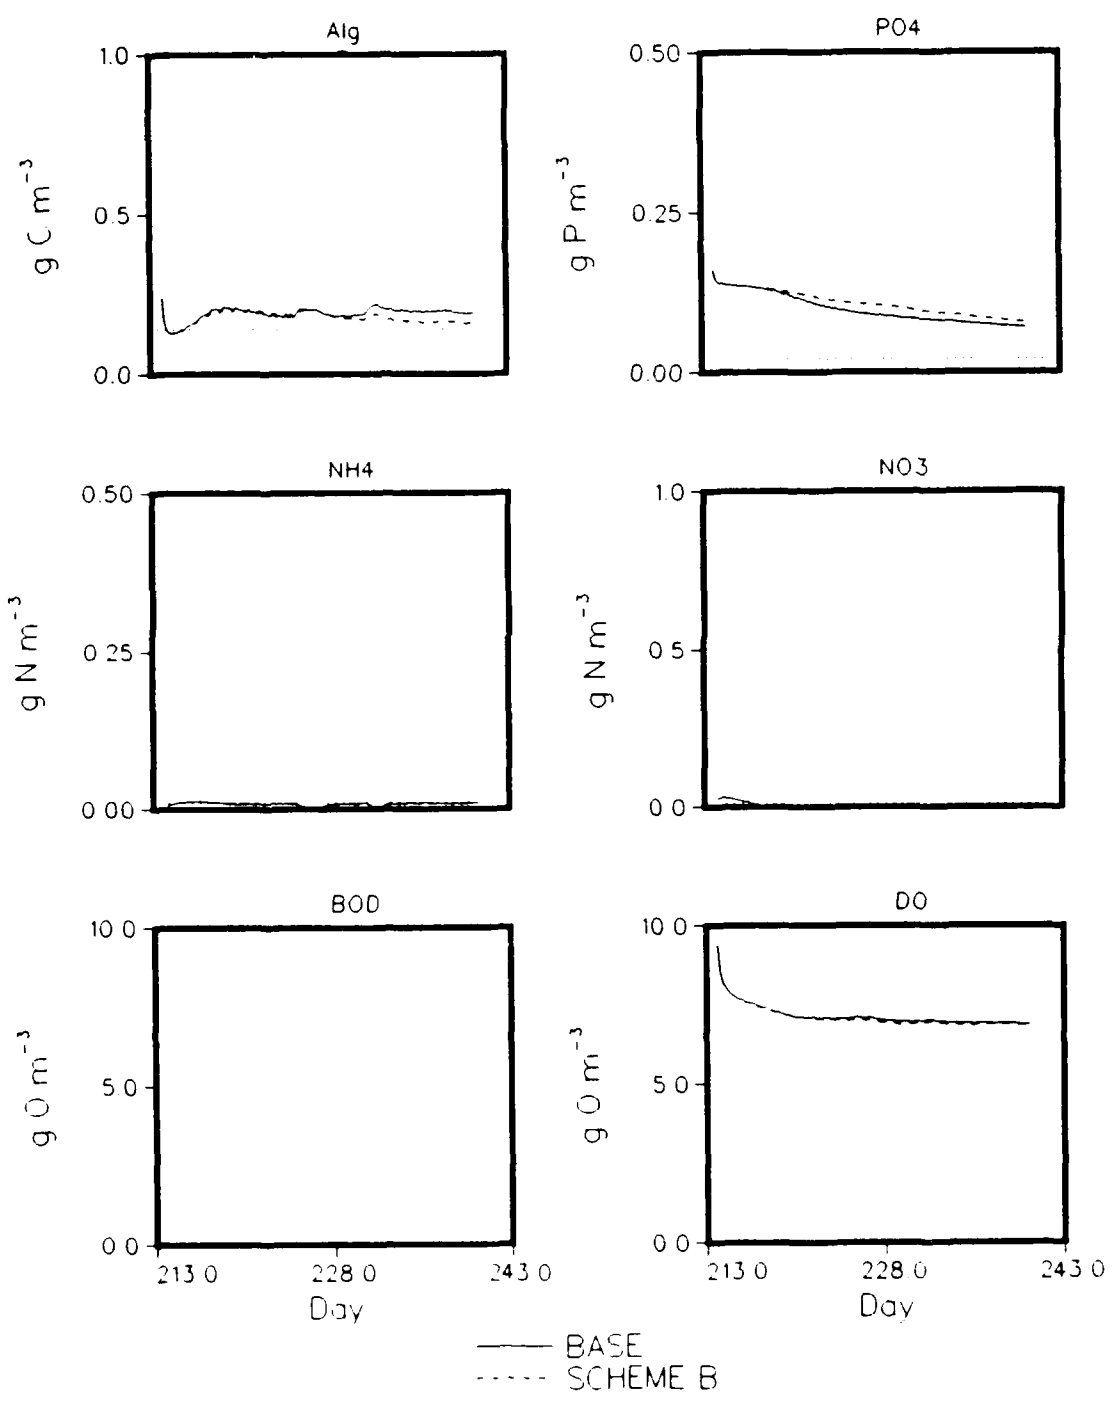 Alg
1.0
0.5
0.0
g C m⁻³
PO4
0.50
0.25
0.00
g P m⁻³
NH4
0.50
0 25
0 00
g N m⁻³
NO3
1.0
0 5
0 0
g N m⁻³
BOD
10 0
5.0
0 0
g O m⁻³
213 0 228.0 243 0
Day
DO
10 0
5 0
0 0
g O m⁻³
213 0 228 0 243 0
Day
BASE
SCHEME B